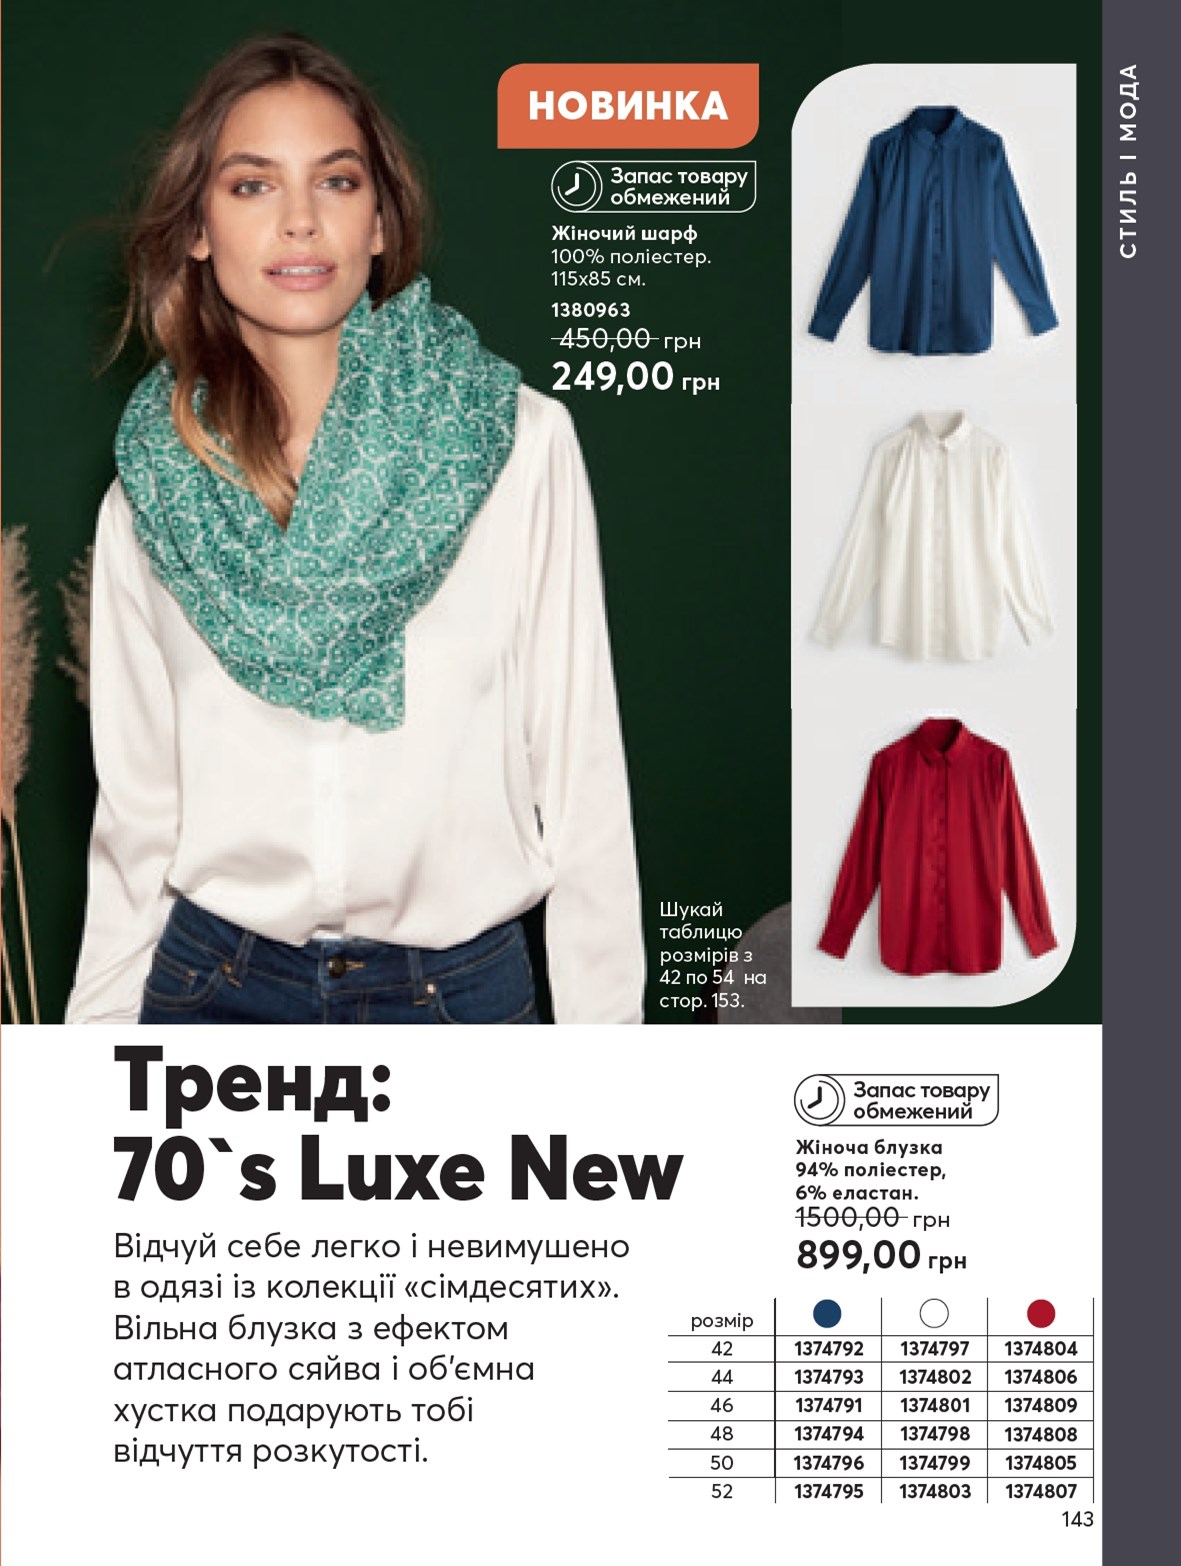 СТИЛЬ І МОДА
НОВИНКА
Запас товару
обмежений
Жіночий шарф
100% поліестер.
115x85 см.
1380963
450,00 грн
249,00 грн
Шукай
таблицю
розмірів з
42 по 54 на
стор. 153.
Тренд:
70`s Luxe New
Відчуй себе легко і невимушено
в одязі із колекції «сімдесятих».
Вільна блузка з ефектом
атласного сяйва і об’ємна
хустка подарують тобі
відчуття розкутості.
Запас товару
обмежений
Жіноча блузка
94% поліестер,
6% еластан.
1500,00 грн
899,00 грн
розмір
42 1374792 1374797 1374804
44 1374793 1374802 1374806
46 1374791 1374801 1374809
48 1374794 1374798 1374808
50 1374796 1374799 1374805
52 1374795 1374803 1374807
143